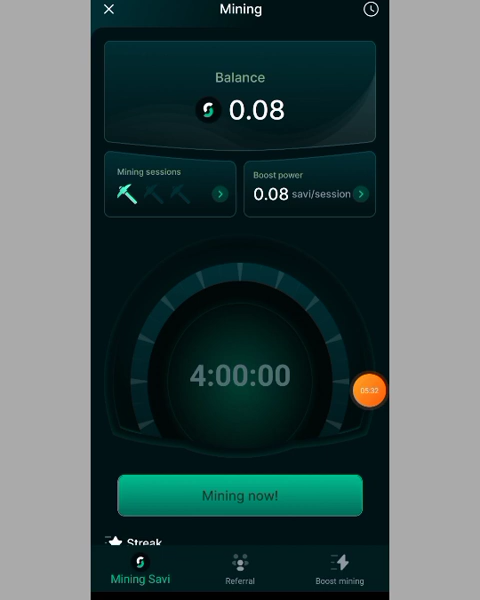 Mining
Balance
0.08
Mining sessions
Boost power
0.08 savi/session
4:00:00
05:32
Mining now!
Streak
Mining Savi
Referral
Boost mining